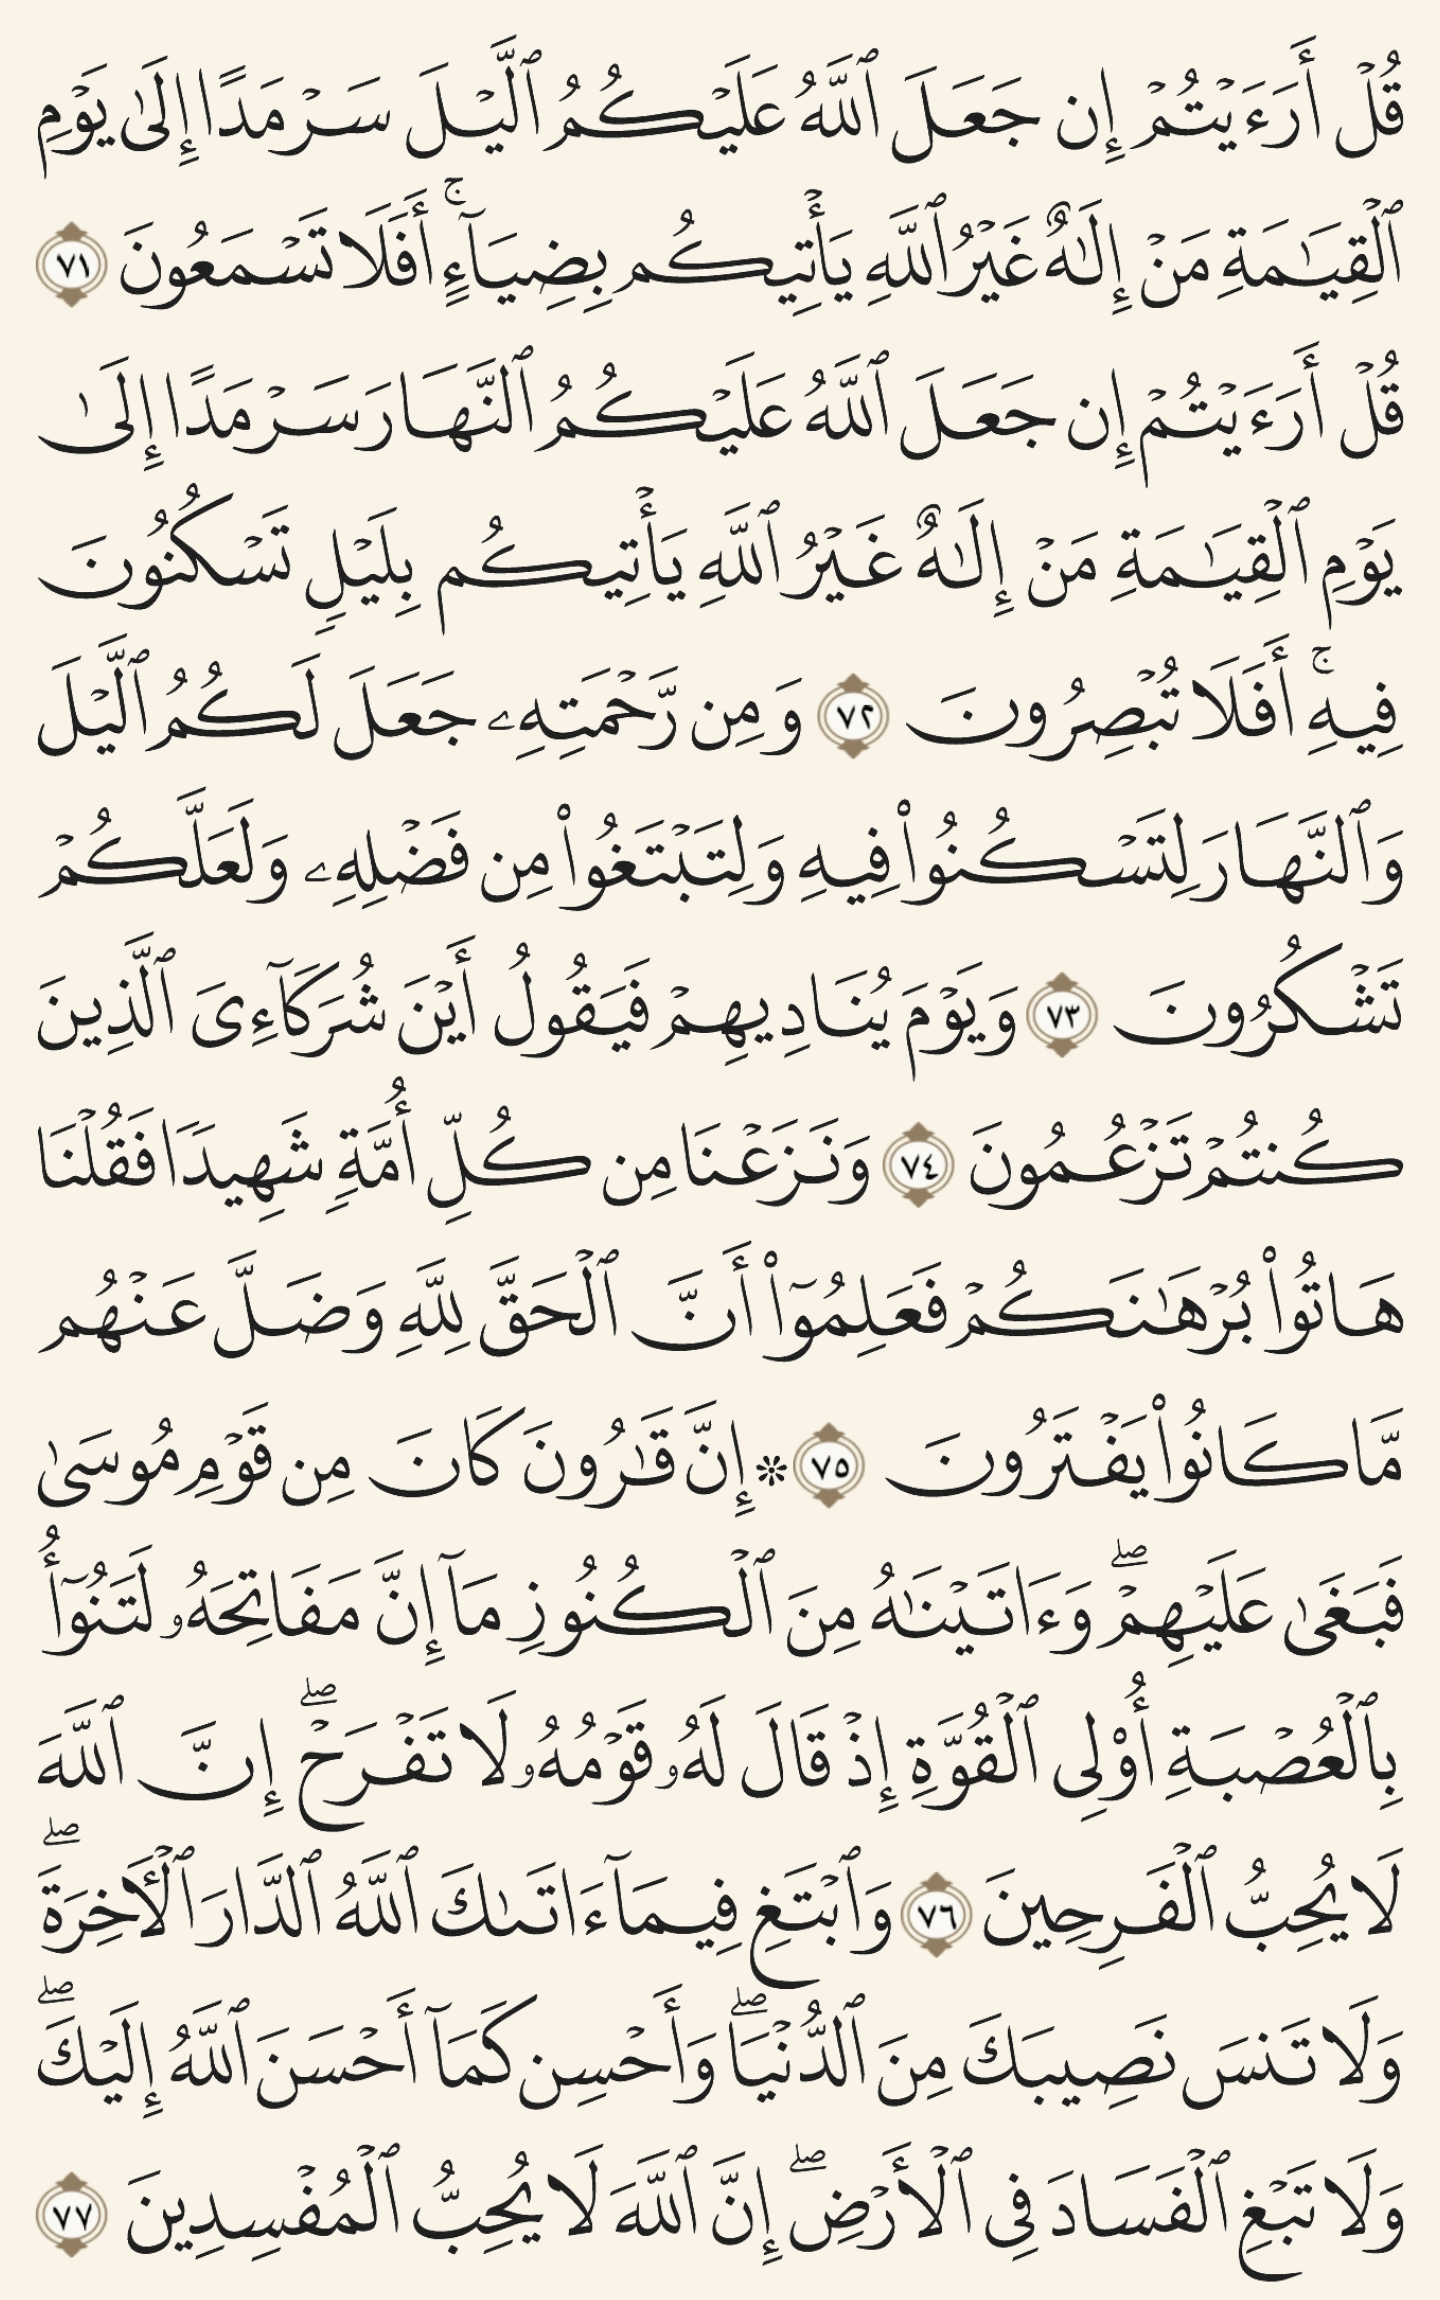 قُلْ أَرَءَيْتُمْ إِن جَعَلَ ٱللَّهُ عَلَيْكُمُ ٱلَّيْلَ سَرْمَدًا إِلَىٰ يَوْمِ
ٱلْقِيَـٰمَةِ مَنْ إِلَـٰهٌ غَيْرُ ٱللَّهِ يَأْتِيكُم بِضِيَآءٍ ۚ أَفَلَا تَسْمَعُونَ ٧١
قُلْ أَرَءَيْتُمْ إِن جَعَلَ ٱللَّهُ عَلَيْكُمُ ٱلنَّهَارَ سَرْمَدًا إِلَىٰ
يَوْمِ ٱلْقِيَـٰمَةِ مَنْ إِلَـٰهٌ غَيْرُ ٱللَّهِ يَأْتِيكُم بِلَيْلٍ تَسْكُنُونَ
فِيهِ ۚ أَفَلَا تُبْصِرُونَ ٧٢ وَمِن رَّحْمَتِهِۦ جَعَلَ لَكُمُ ٱلَّيْلَ
وَٱلنَّهَارَ لِتَسْكُنُوا۟ فِيهِ وَلِتَبْتَغُوا۟ مِن فَضْلِهِۦ وَلَعَلَّكُمْ
تَشْكُرُونَ ٧٣ وَيَوْمَ يُنَادِيهِمْ فَيَقُولُ أَيْنَ شُرَكَآءِىَ ٱلَّذِينَ
كُنتُمْ تَزْعُمُونَ ٧٤ وَنَزَعْنَا مِن كُلِّ أُمَّةٍ شَهِيدًا فَقُلْنَا
هَاتُوا۟ بُرْهَـٰنَكُمْ فَعَلِمُوٓا۟ أَنَّ ٱلْحَقَّ لِلَّهِ وَضَلَّ عَنْهُم
مَّا كَانُوا۟ يَفْتَرُونَ ٧٥ ۞ إِنَّ قَـٰرُونَ كَانَ مِن قَوْمِ مُوسَىٰ
فَبَغَىٰ عَلَيْهِمْ ۖ وَءَاتَيْنَـٰهُ مِنَ ٱلْكُنُوزِ مَآ إِنَّ مَفَاتِحَهُۥ لَتَنُوٓأُ
بِٱلْعُصْبَةِ أُو۟لِى ٱلْقُوَّةِ إِذْ قَالَ لَهُۥ قَوْمُهُۥ لَا تَفْرَحْ ۖ إِنَّ ٱللَّهَ
لَا يُحِبُّ ٱلْفَرِحِينَ ٧٦ وَٱبْتَغِ فِيمَآ ءَاتَىٰكَ ٱللَّهُ ٱلدَّارَ ٱلْـَٔاخِرَةَ ۖ
وَلَا تَنسَ نَصِيبَكَ مِنَ ٱلدُّنْيَا ۖ وَأَحْسِن كَمَآ أَحْسَنَ ٱللَّهُ إِلَيْكَ ۖ
وَلَا تَبْغِ ٱلْفَسَادَ فِى ٱلْأَرْضِ ۖ إِنَّ ٱللَّهَ لَا يُحِبُّ ٱلْمُفْسِدِينَ ٧٧